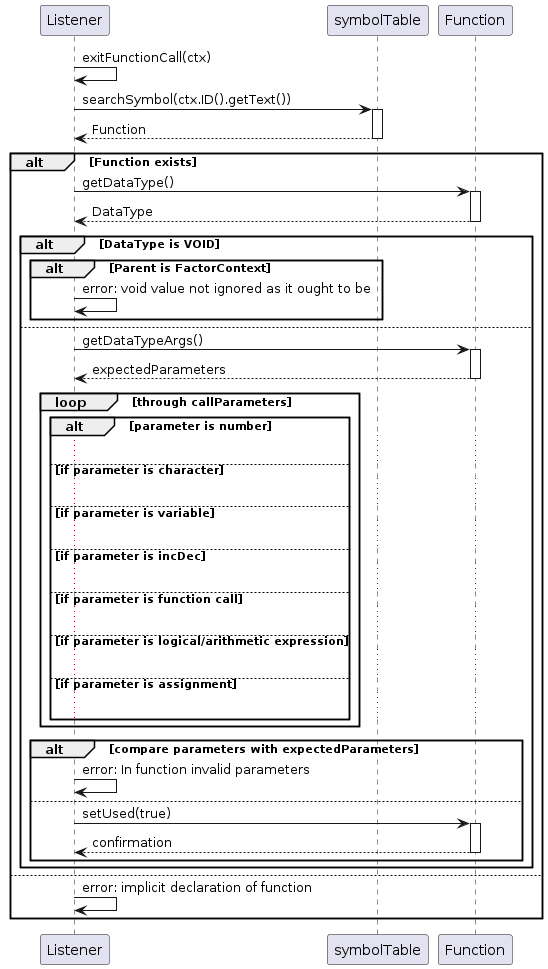 Listener symbolTable Function
exitFunctionCall(ctx)
searchSymbol(ctx.ID().getText())
Function
alt [Function exists]
getDataType()
DataType
alt [DataType is VOID]
alt [Parent is FactorContext]
error: void value not ignored as it ought to be
getDataTypeArgs()
expectedParameters
loop [through callParameters]
alt [parameter is number]
[if parameter is character]
[if parameter is variable]
[if parameter is incDec]
[if parameter is function call]
[if parameter is logical/arithmetic expression]
[if parameter is assignment]
alt [compare parameters with expectedParameters]
error: In function invalid parameters
setUsed(true)
confirmation
error: implicit declaration of function
Listener symbolTable Function